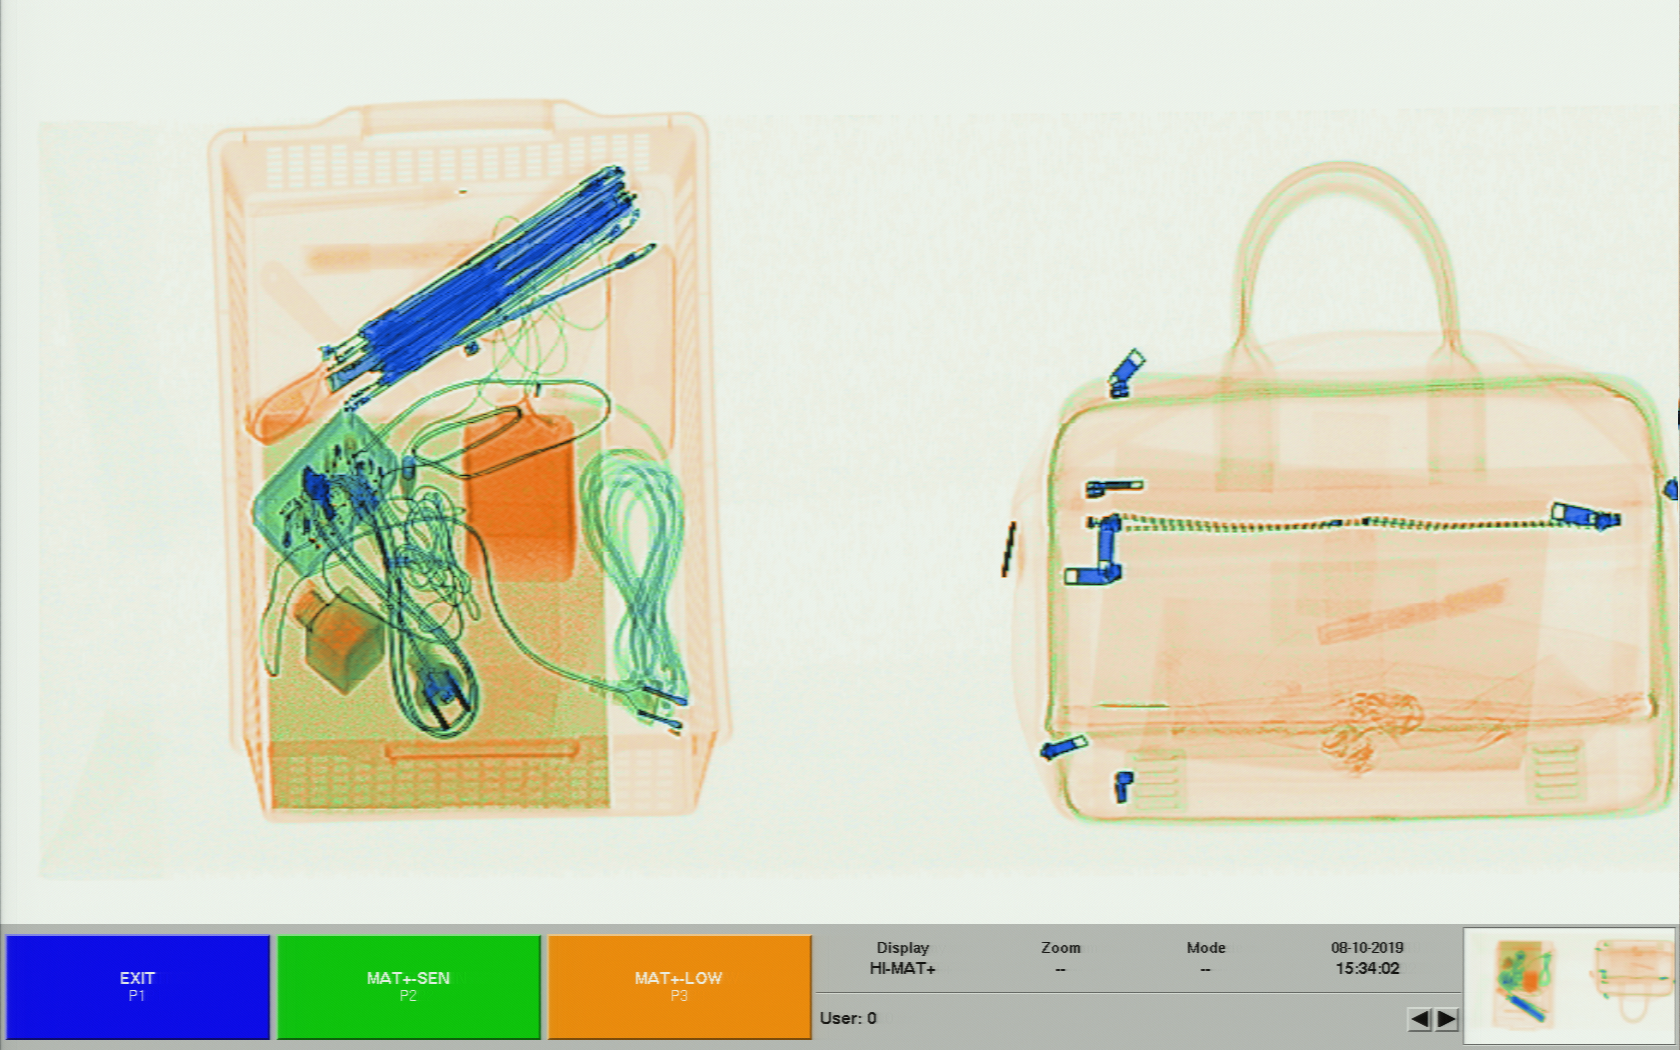 EXIT
P1
MAT+-SEN
P2
MAT+-LOW
P3
Display
HI-MAT+
Zoom
--
Mode
--
08-10-2019
15:34:02
User: 0